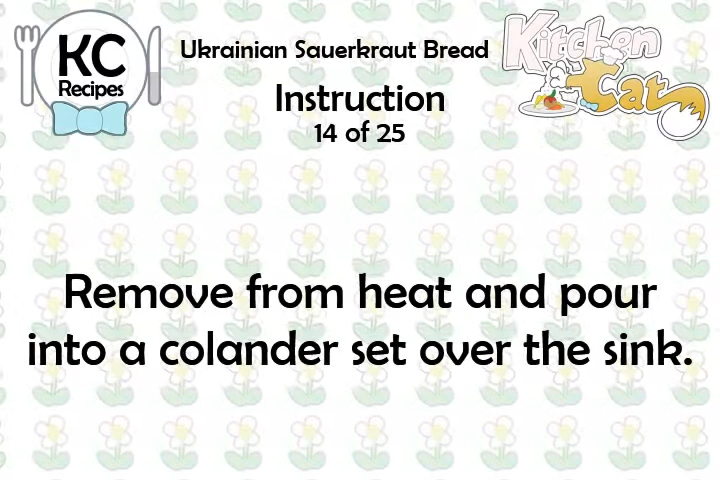 KC
Recipes
Ukrainian Sauerkraut Bread
Kitchen
Cat
Instruction
14 of 25
Remove from heat and pour
into a colander set over the sink.